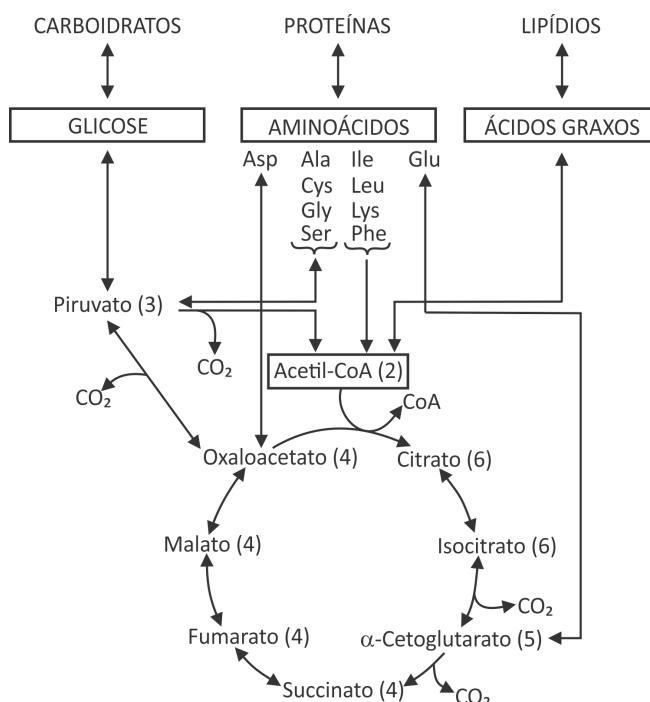 CARBOIDRATOS PROTEÍNAS LIPÍDIOS
GLICOSE AMINOÁCIDOS ÁCIDOS GRAXOS
Asp Ala Ile Glu
Cys Leu
Gly Lys
Ser Phe
Piruvato (3)
CO₂
CO₂
Acetil-CoA (2)
CoA
Oxaloacetato (4) Citrato (6)
Malato (4) Isocitrato (6)
CO₂
Fumarato (4) α-Cetoglutarato (5)
Succinato (4) CO₂